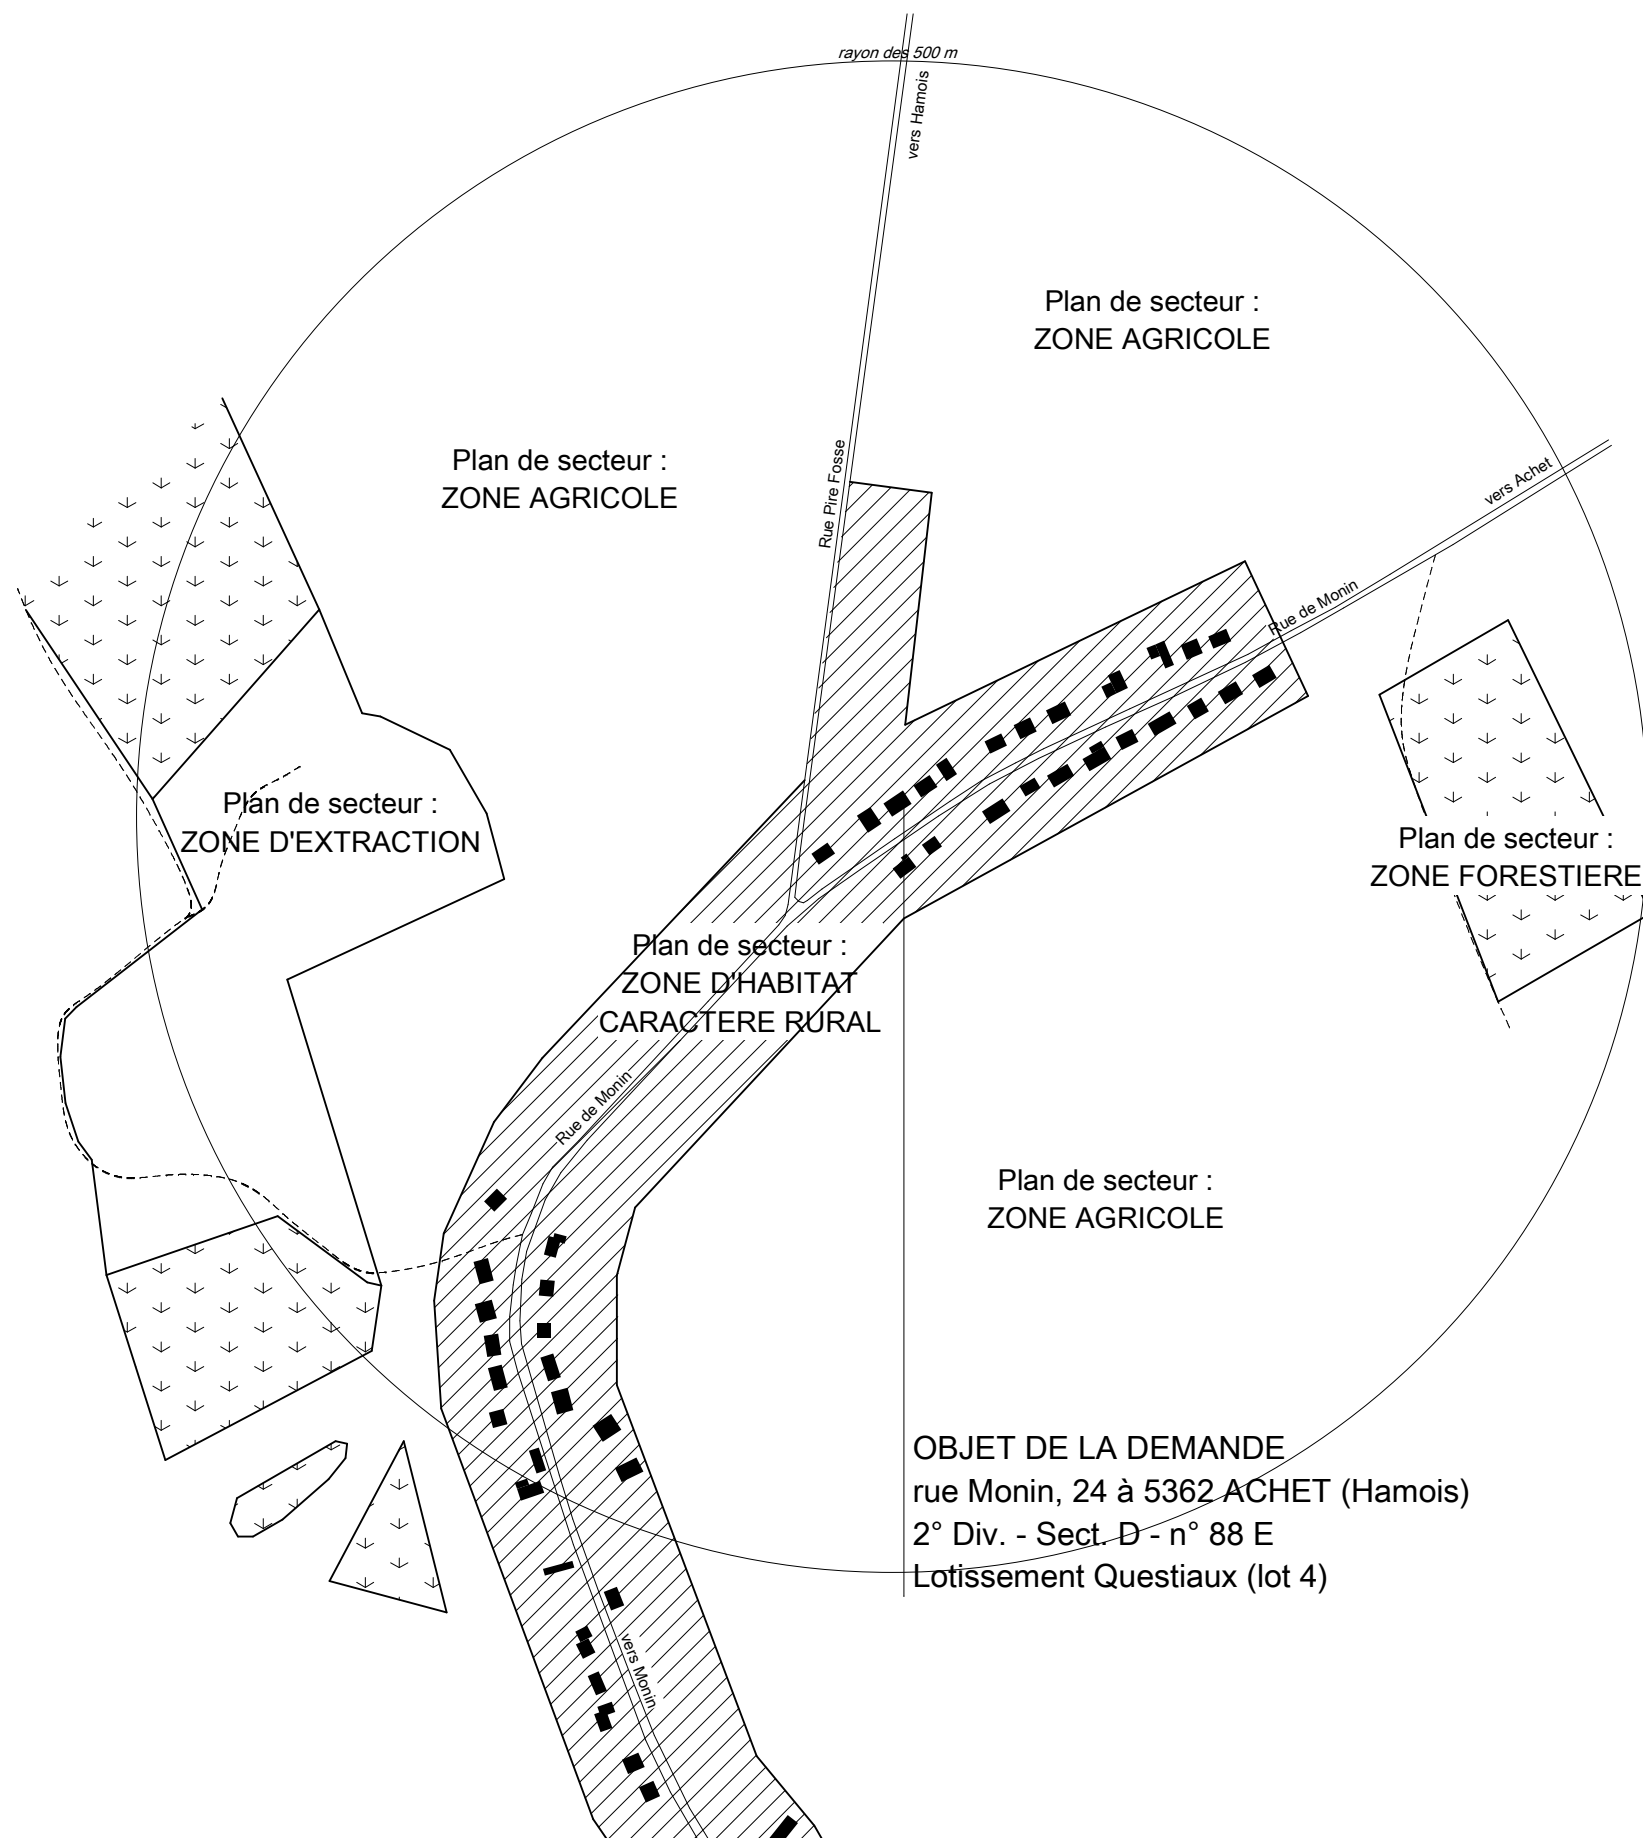 rayon des 500 m
vers Hamois
Plan de secteur :
ZONE AGRICOLE
Plan de secteur :
ZONE AGRICOLE
Rue Pire Fosse
vers Achet
Rue de Monin
Plan de secteur :
ZONE D'EXTRACTION
Plan de secteur :
ZONE FORESTIERE
Plan de secteur :
ZONE D'HABITAT
CARACTERE RURAL
Rue de Monin
Plan de secteur :
ZONE AGRICOLE
OBJET DE LA DEMANDE
rue Monin, 24 à 5362 ACHET (Hamois)
2° Div. - Sect. D - n° 88 E
Lotissement Questiaux (lot 4)
vers Monin